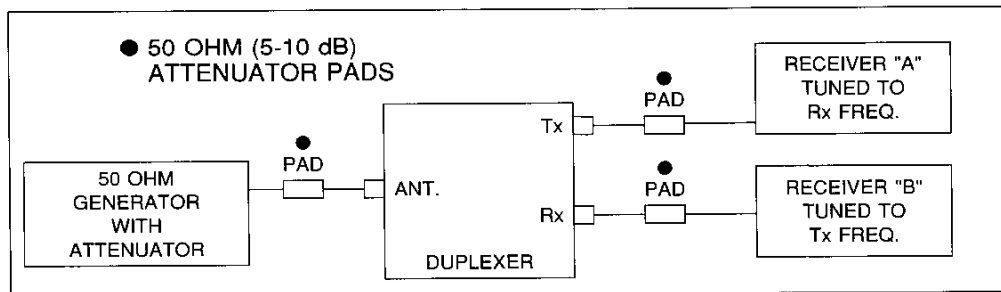 ● 50 OHM (5-10 dB)
ATTENUATOR PADS
50 OHM
GENERATOR
WITH
ATTENUATOR
● PAD
ANT.
Tx
Rx
DUPLEXER
● PAD
● PAD
RECEIVER "A"
TUNED TO
Rx FREQ.
RECEIVER "B"
TUNED TO
Tx FREQ.